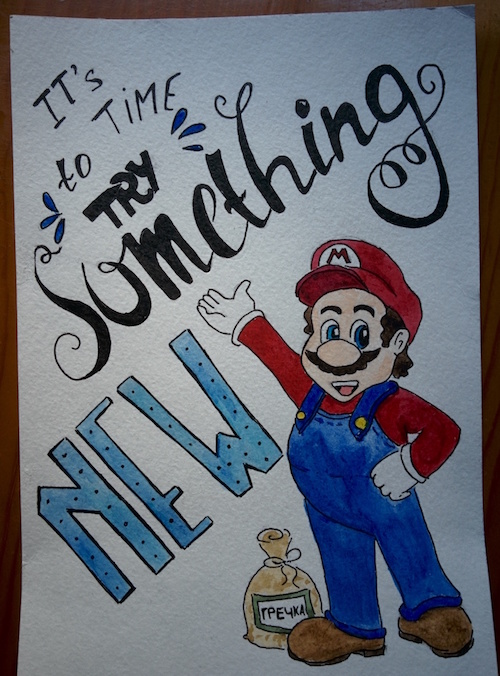 IT's
TiME
to
TRY
Something
NEW
M
ГРЕЧКА